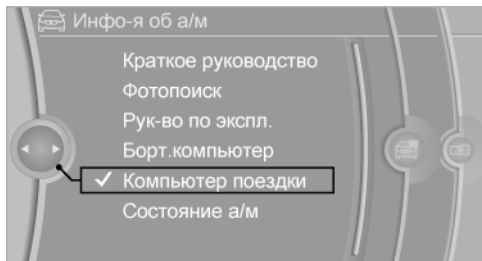 Инфо-я об а/м
Краткое руководство
Фотопоиск
Рук-во по экспл.
Борт.компьютер
Компьютер поездки
Состояние а/м